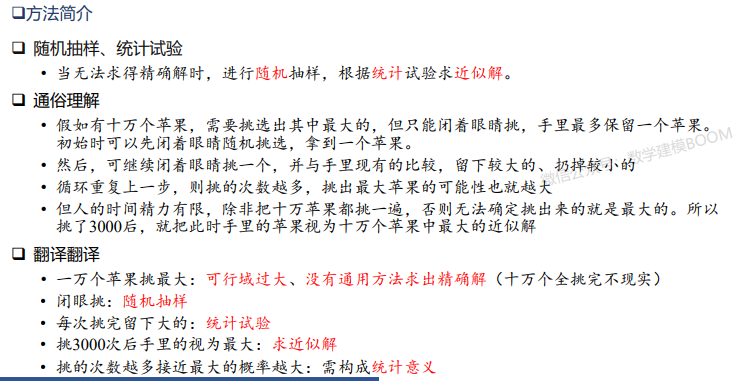 方法简介
随机抽样、统计试验
• 当无法求得精确解时，进行随机抽样，根据统计试验求近似解。
通俗理解
• 假如有十万个苹果，需要挑选出其中最大的，但只能闭着眼睛挑，手里最多保留一个苹果。
初始时可以先闭着眼睛随机挑选，拿到一个苹果。
• 然后，可继续闭着眼睛挑一个，并与手里现有的比较，留下较大的、扔掉较小的
• 循环重复上一步，则挑的次数越多，挑出最大苹果的可能性也就越大
• 但人的时间精力有限，除非把十万苹果都挑一遍，否则无法确定挑出来的就是最大的。所以
挑了3000后，就把此时手里的苹果视为十万个苹果中最大的近似解
翻译翻译
• 一万个苹果挑最大：可行域过大、没有通用方法求出精确解（十万个全挑完不现实）
• 闭眼挑：随机抽样
• 每次挑完留下大的：统计试验
• 挑3000次后手里的视为最大：求近似解
• 挑的次数越多接近最大的概率越大：需构成统计意义
数学建模BOOM